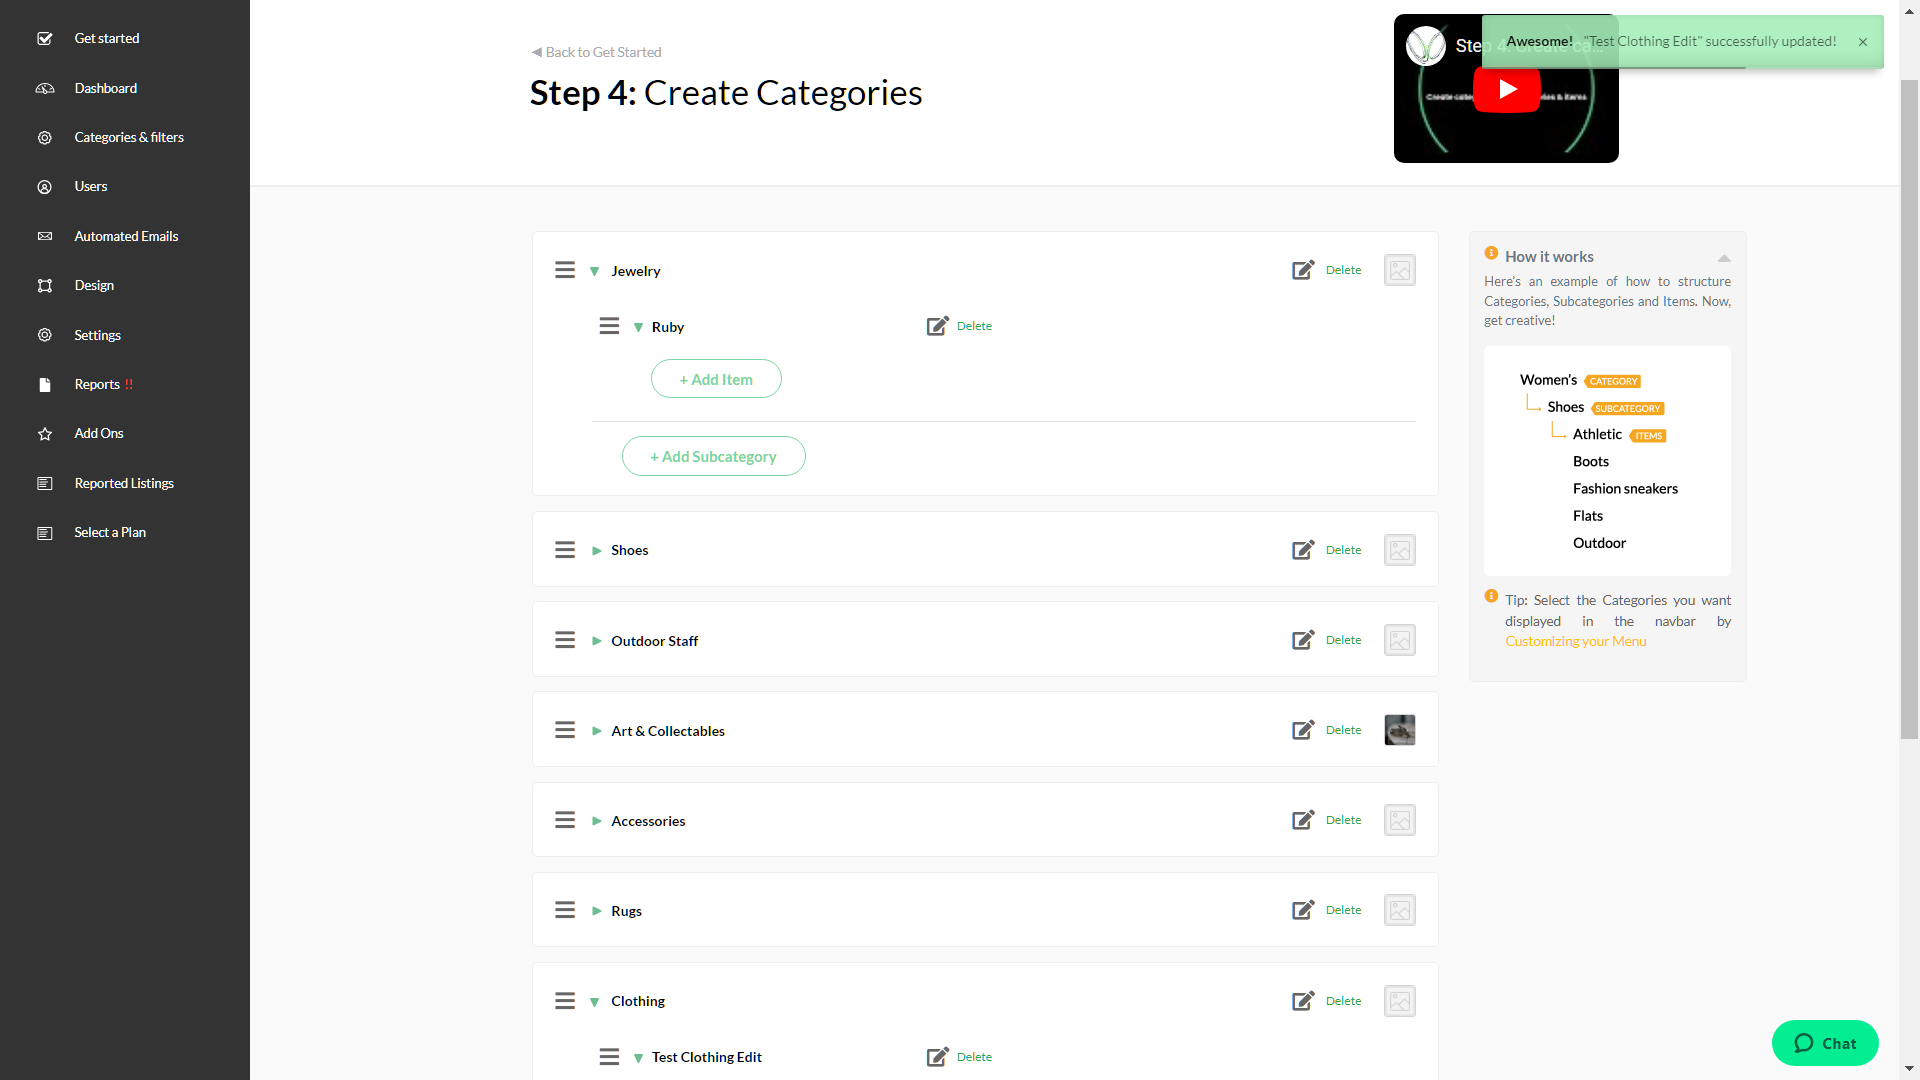 Get started
Dashboard
Categories & filters
Users
Automated Emails
Design
Settings
Reports !!
Add Ons
Reported Listings
Select a Plan
◀ Back to Get Started
Step 4: Create Categories
Awesome! "Test Clothing Edit" successfully updated! ×
Jewelry
Delete
Ruby
Delete
+ Add Item
+ Add Subcategory
Shoes
Delete
Outdoor Staff
Delete
Art & Collectables
Delete
Accessories
Delete
Rugs
Delete
Clothing
Delete
Test Clothing Edit
Delete
How it works
Here's an example of how to structure
Categories, Subcategories and Items. Now,
get creative!
Women's CATEGORY
Shoes SUBCATEGORY
Athletic ITEMS
Boots
Fashion sneakers
Flats
Outdoor
Tip: Select the Categories you want
displayed in the navbar by
Customizing your Menu
Chat